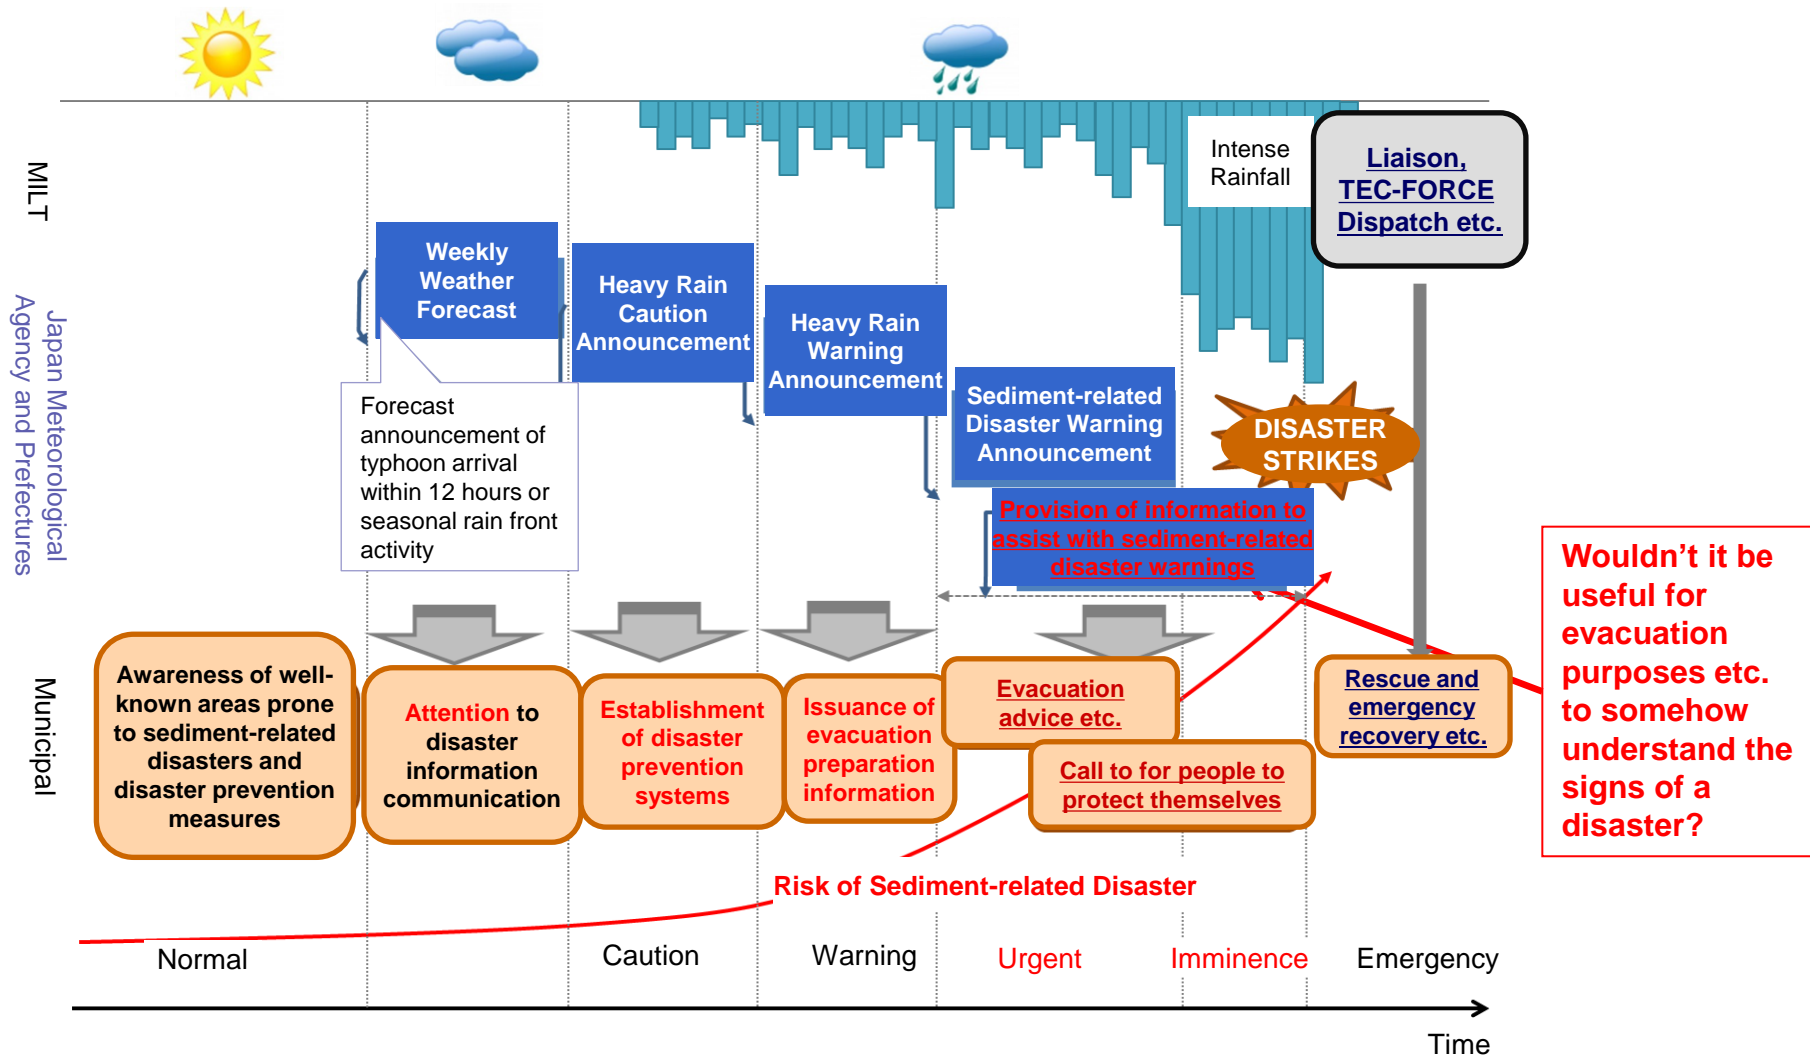 MILT
Japan Meteorological
Agency and Prefectures
Municipal
Intense
Rainfall
Liaison,
TEC-FORCE
Dispatch etc.
Weekly
Weather
Forecast
Heavy Rain
Caution
Announcement
Heavy Rain
Warning
Announcement
Sediment-related
Disaster Warning
Announcement
Forecast
announcement of
typhoon arrival
within 12 hours or
seasonal rain front
activity
DISASTER
STRIKES
Provision of information to
assist with sediment-related
disaster warnings
Wouldn’t it be
useful for
evacuation
purposes etc.
to somehow
understand the
signs of a
disaster?
Awareness of well-
known areas prone
to sediment-related
disasters and
disaster prevention
measures
Attention to
disaster
information
communication
Establishment
of disaster
prevention
systems
Issuance of
evacuation
preparation
information
Evacuation
advice etc.
Call to for people to
protect themselves
Rescue and
emergency
recovery etc.
Risk of Sediment-related Disaster
Normal
Caution
Warning
Urgent
Imminence
Emergency
Time